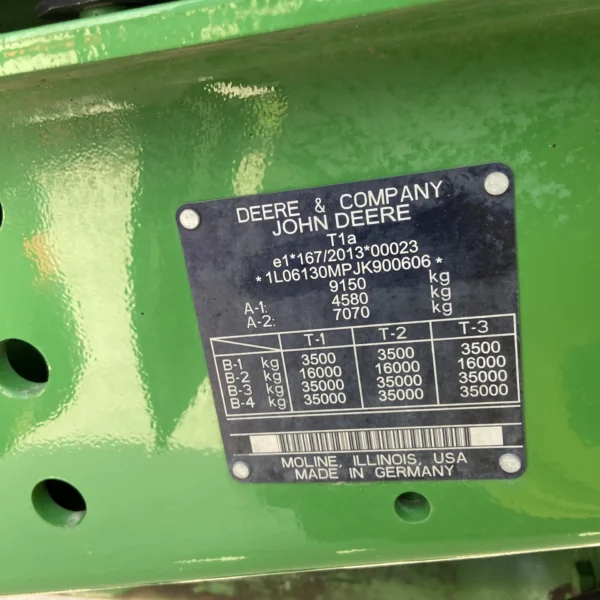 DEERE & COMPANY
JOHN DEERE
T1a
e1*167/2013*00023
*1L06130MPJK900606*
9150 kg
A-1: 4580 kg
A-2: 7070 kg
T-1 T-2 T-3
B-1 kg 3500 3500 3500
B-2 kg 16000 16000 16000
B-3 kg 35000 35000 35000
B-4 kg 35000 35000 35000
MOLINE, ILLINOIS, USA
MADE IN GERMANY